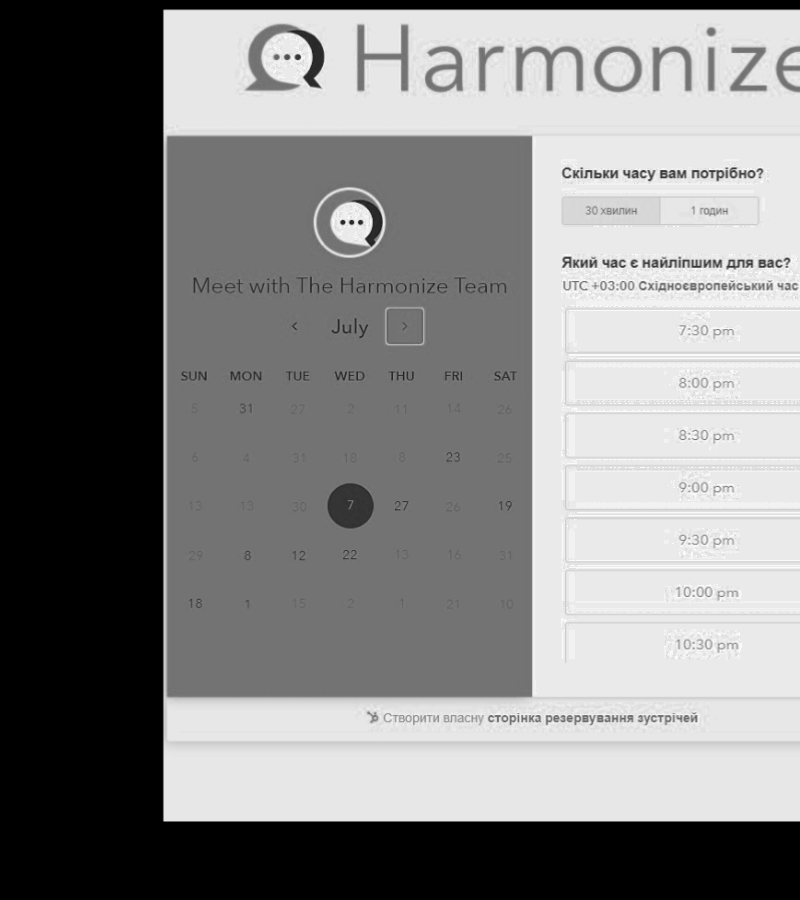 Harmonize
Meet with The Harmonize Team
July
SUN MON TUE WED THU FRI SAT
5 31 27 2 11 14 26
6 4 31 18 8 23 25
13 13 30 7 27 26 19
29 8 12 22 13 16 31
18 1 15 2 1 21 10
Скільки часу вам потрібно?
30 хвилин 1 годин
Який час є найліпшим для вас?
UTC +03:00 Східноєвропейський час
7:30 pm
8:00 pm
8:30 pm
9:00 pm
9:30 pm
10:00 pm
10:30 pm
Створити власну сторінка резервування зустрічей